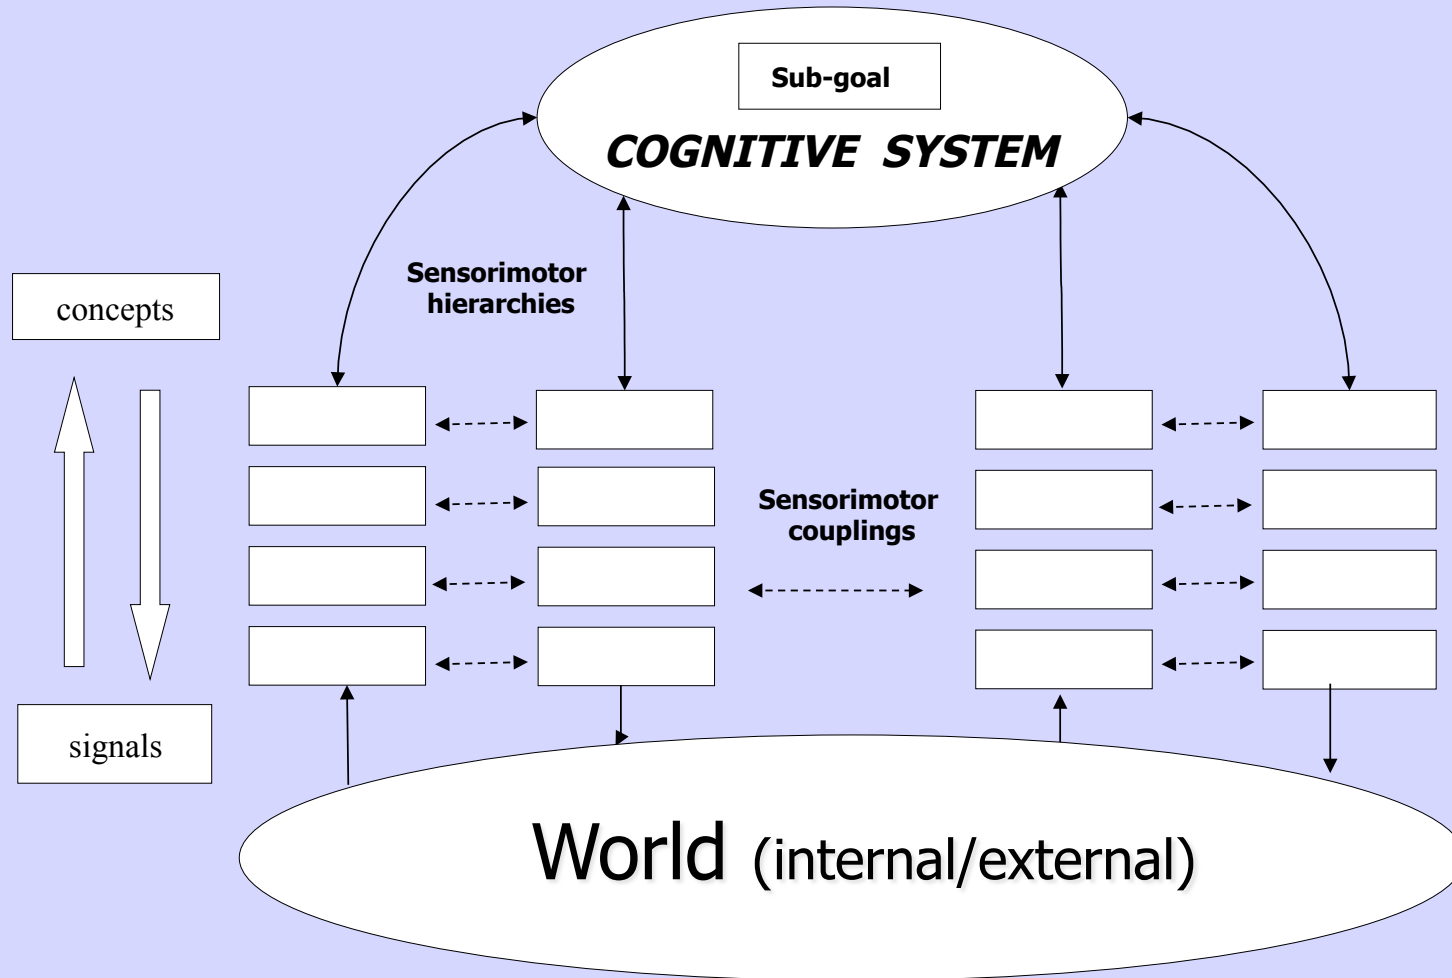 Sub-goal
COGNITIVE SYSTEM
Sensorimotor
hierarchies
concepts
Sensorimotor
couplings
signals
World (internal/external)